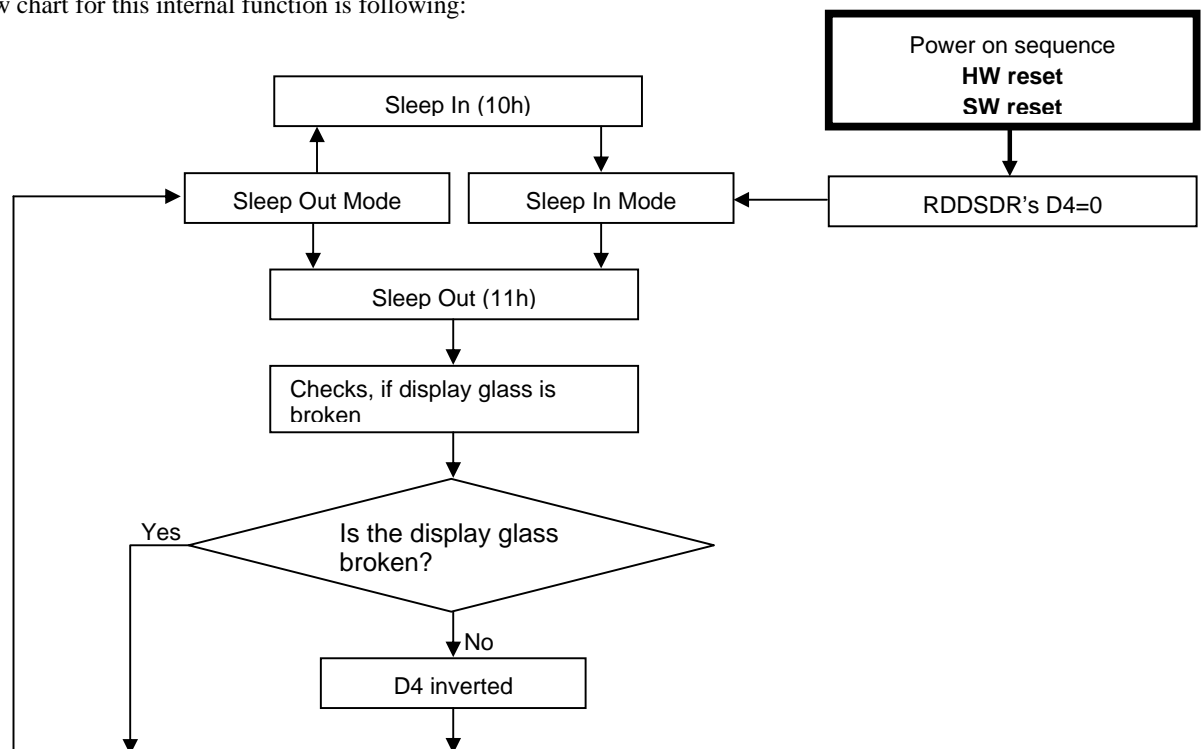 w chart for this internal function is following:
Power on sequence
HW reset
SW reset
Sleep In (10h)
Sleep Out Mode
Sleep In Mode
RDDSDR's D4=0
Sleep Out (11h)
Checks, if display glass is
broken
Yes
Is the display glass
broken?
No
D4 inverted